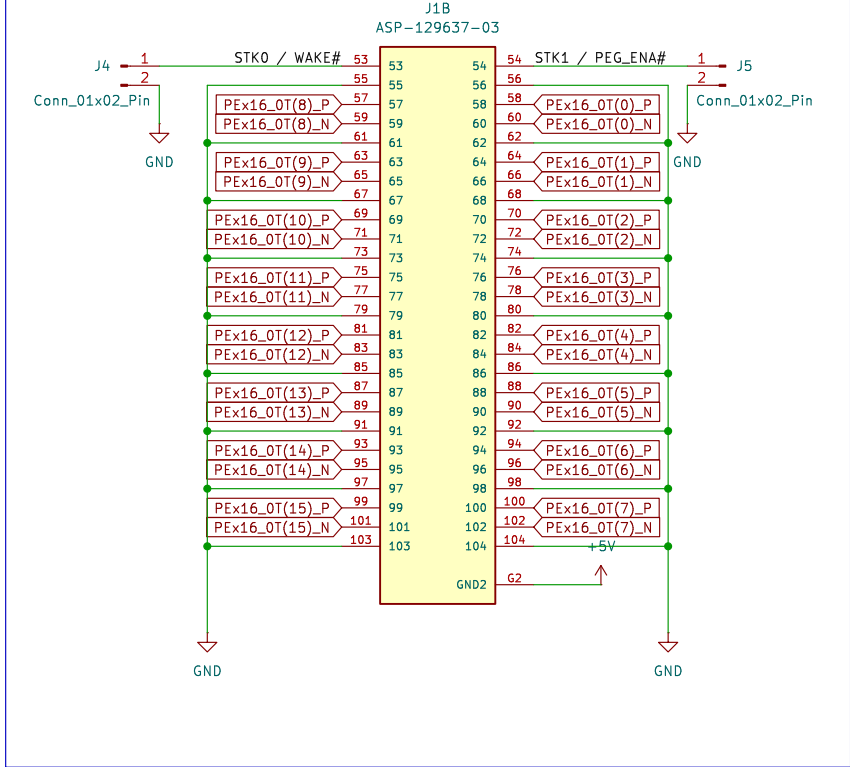 J1B
ASP-129637-03
J4 1 STK0 / WAKE# 53 53 54 54 STK1 / PEG_ENA# 1 J5
2 55 55 56 56 2
Conn_01x02_Pin PEx16_0T(8)_P 57 57 58 58 PEx16_0T(0)_P Conn_01x02_Pin
PEx16_0T(8)_N 59 59 60 60 PEx16_0T(0)_N
61 61 62 62
GND PEx16_0T(9)_P 63 63 64 64 PEx16_0T(1)_P GND
PEx16_0T(9)_N 65 65 66 66 PEx16_0T(1)_N
67 67 68 68
PEx16_0T(10)_P 69 69 70 70 PEx16_0T(2)_P
PEx16_0T(10)_N 71 71 72 72 PEx16_0T(2)_N
73 73 74 74
PEx16_0T(11)_P 75 75 76 76 PEx16_0T(3)_P
PEx16_0T(11)_N 77 77 78 78 PEx16_0T(3)_N
79 79 80 80
PEx16_0T(12)_P 81 81 82 82 PEx16_0T(4)_P
PEx16_0T(12)_N 83 83 84 84 PEx16_0T(4)_N
85 85 86 86
PEx16_0T(13)_P 87 87 88 88 PEx16_0T(5)_P
PEx16_0T(13)_N 89 89 90 90 PEx16_0T(5)_N
91 91 92 92
PEx16_0T(14)_P 93 93 94 94 PEx16_0T(6)_P
PEx16_0T(14)_N 95 95 96 96 PEx16_0T(6)_N
97 97 98 98
PEx16_0T(15)_P 99 99 100 100 PEx16_0T(7)_P
PEx16_0T(15)_N 101 101 102 102 PEx16_0T(7)_N
103 103 104 104 +5V
GND2 G2
GND GND